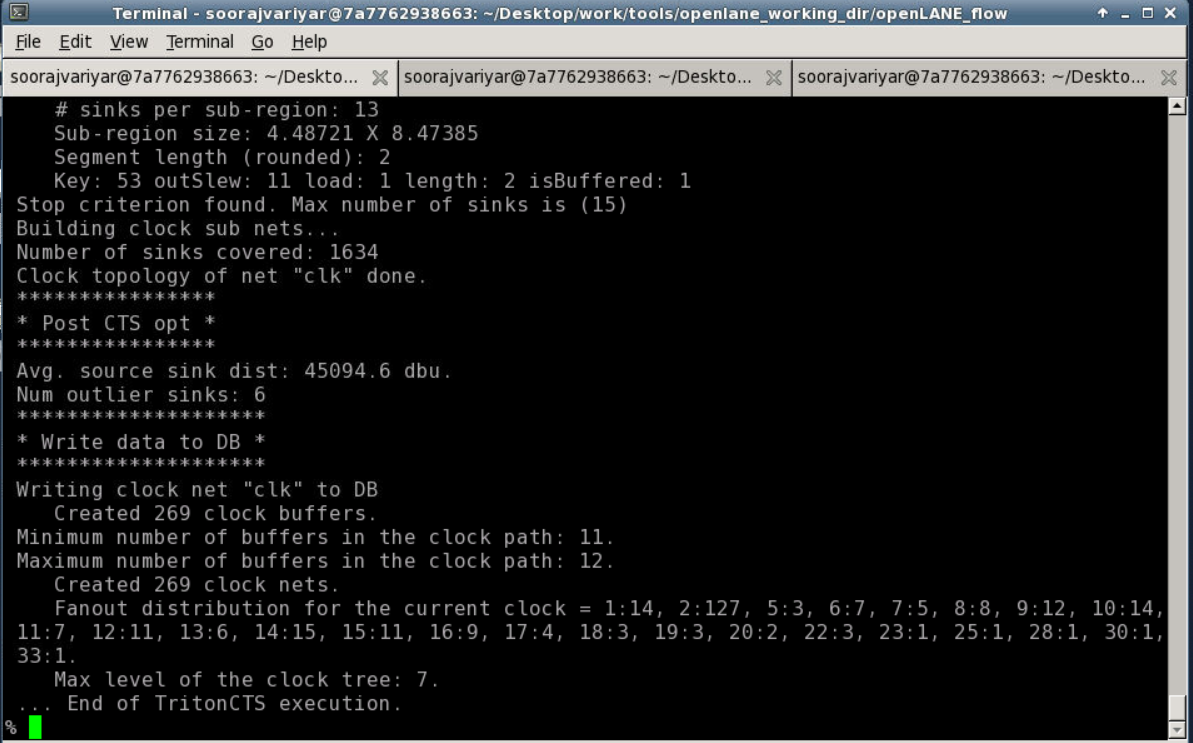 Terminal - soorajvariyar@7a7762938663: ~/Desktop/work/tools/openlane_working_dir/openLANE_flow
File Edit View Terminal Go Help
soorajvariyar@7a7762938663: ~/Deskto... soorajvariyar@7a7762938663: ~/Deskto... soorajvariyar@7a7762938663: ~/Deskto...
# sinks per sub-region: 13
Sub-region size: 4.48721 X 8.47385
Segment length (rounded): 2
Key: 53 outSlew: 11 load: 1 length: 2 isBuffered: 1
Stop criterion found. Max number of sinks is (15)
Building clock sub nets...
Number of sinks covered: 1634
Clock topology of net "clk" done.
****************
* Post CTS opt *
****************
Avg. source sink dist: 45094.6 dbu.
Num outlier sinks: 6
********************
* Write data to DB *
********************
Writing clock net "clk" to DB
Created 269 clock buffers.
Minimum number of buffers in the clock path: 11.
Maximum number of buffers in the clock path: 12.
Created 269 clock nets.
Fanout distribution for the current clock = 1:14, 2:127, 5:3, 6:7, 7:5, 8:8, 9:12, 10:14,
11:7, 12:11, 13:6, 14:15, 15:11, 16:9, 17:4, 18:3, 19:3, 20:2, 22:3, 23:1, 25:1, 28:1, 30:1,
33:1.
Max level of the clock tree: 7.
... End of TritonCTS execution.
%